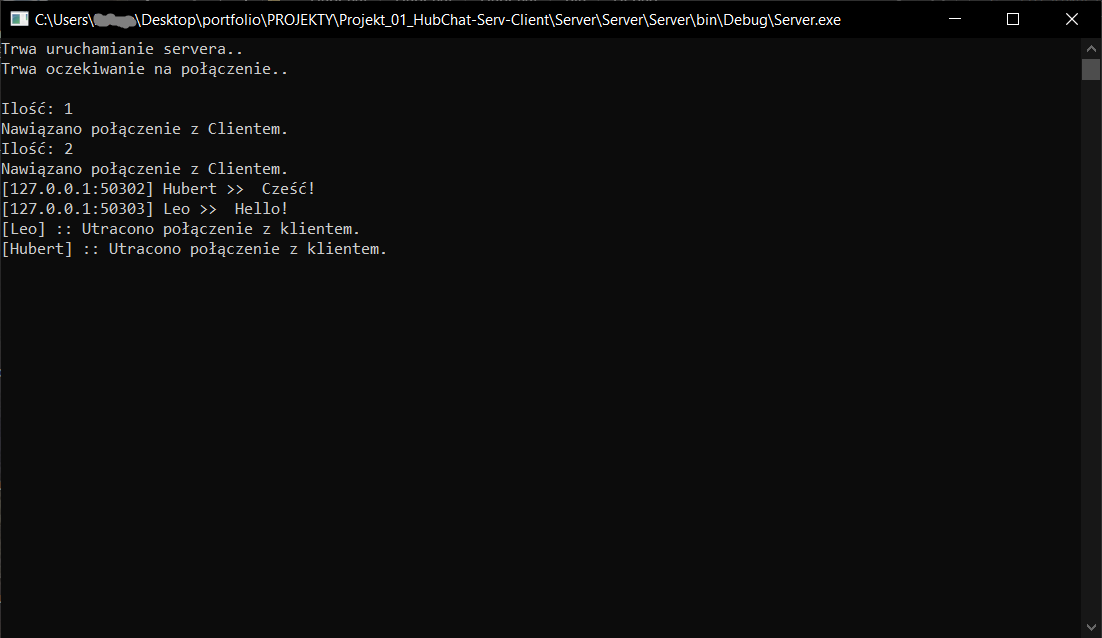 C:\Users\ \Desktop\portfolio\PROJEKTY\Projekt_01_HubChat-Serv-Client\Server\Server\Server\bin\Debug\Server.exe
Trwa uruchamianie servera..
Trwa oczekiwanie na połączenie..
Ilość: 1
Nawiązano połączenie z Clientem.
Ilość: 2
Nawiązano połączenie z Clientem.
[127.0.0.1:50302] Hubert >>  Cześć!
[127.0.0.1:50303] Leo >>  Hello!
[Leo] :: Utracono połączenie z klientem.
[Hubert] :: Utracono połączenie z klientem.